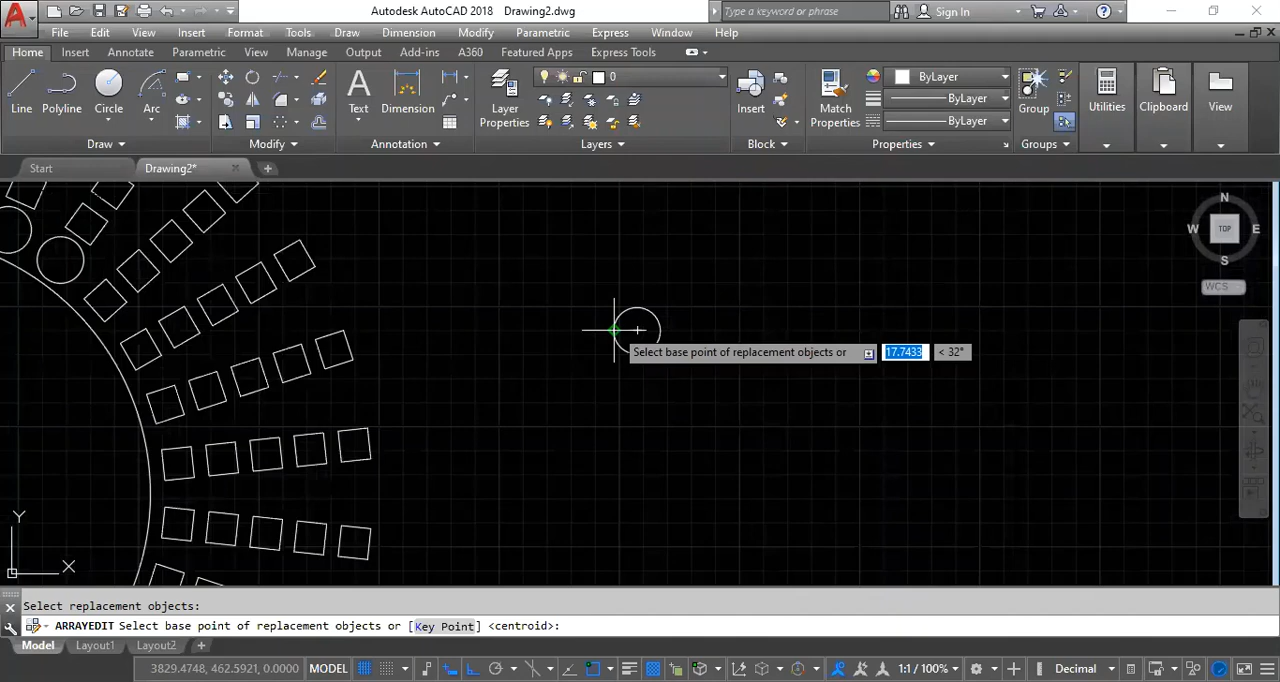 Autodesk AutoCAD 2018 Drawing2.dwg
Type a keyword or phrase
Sign In
File Edit View Insert Format Tools Draw Dimension Modify Parametric Express Window Help
Home Insert Annotate Parametric View Manage Output Add-ins A360 Featured Apps Express Tools
0
ByLayer
ByLayer
ByLayer
Line Polyline Circle Arc Text Dimension Layer Properties Insert Match Properties Group Utilities Clipboard View
Draw Modify Annotation Layers Block Properties Groups
Start Drawing2*
N
W TOP E
S
WCS
Select base point of replacement objects or 17.7433 < 32°
Y
X
Select replacement objects:
ARRAYEDIT Select base point of replacement objects or [Key Point] <centroid>:
Model Layout1 Layout2 +
3829.4748, 462.5921, 0.0000 MODEL 1:1 / 100% Decimal